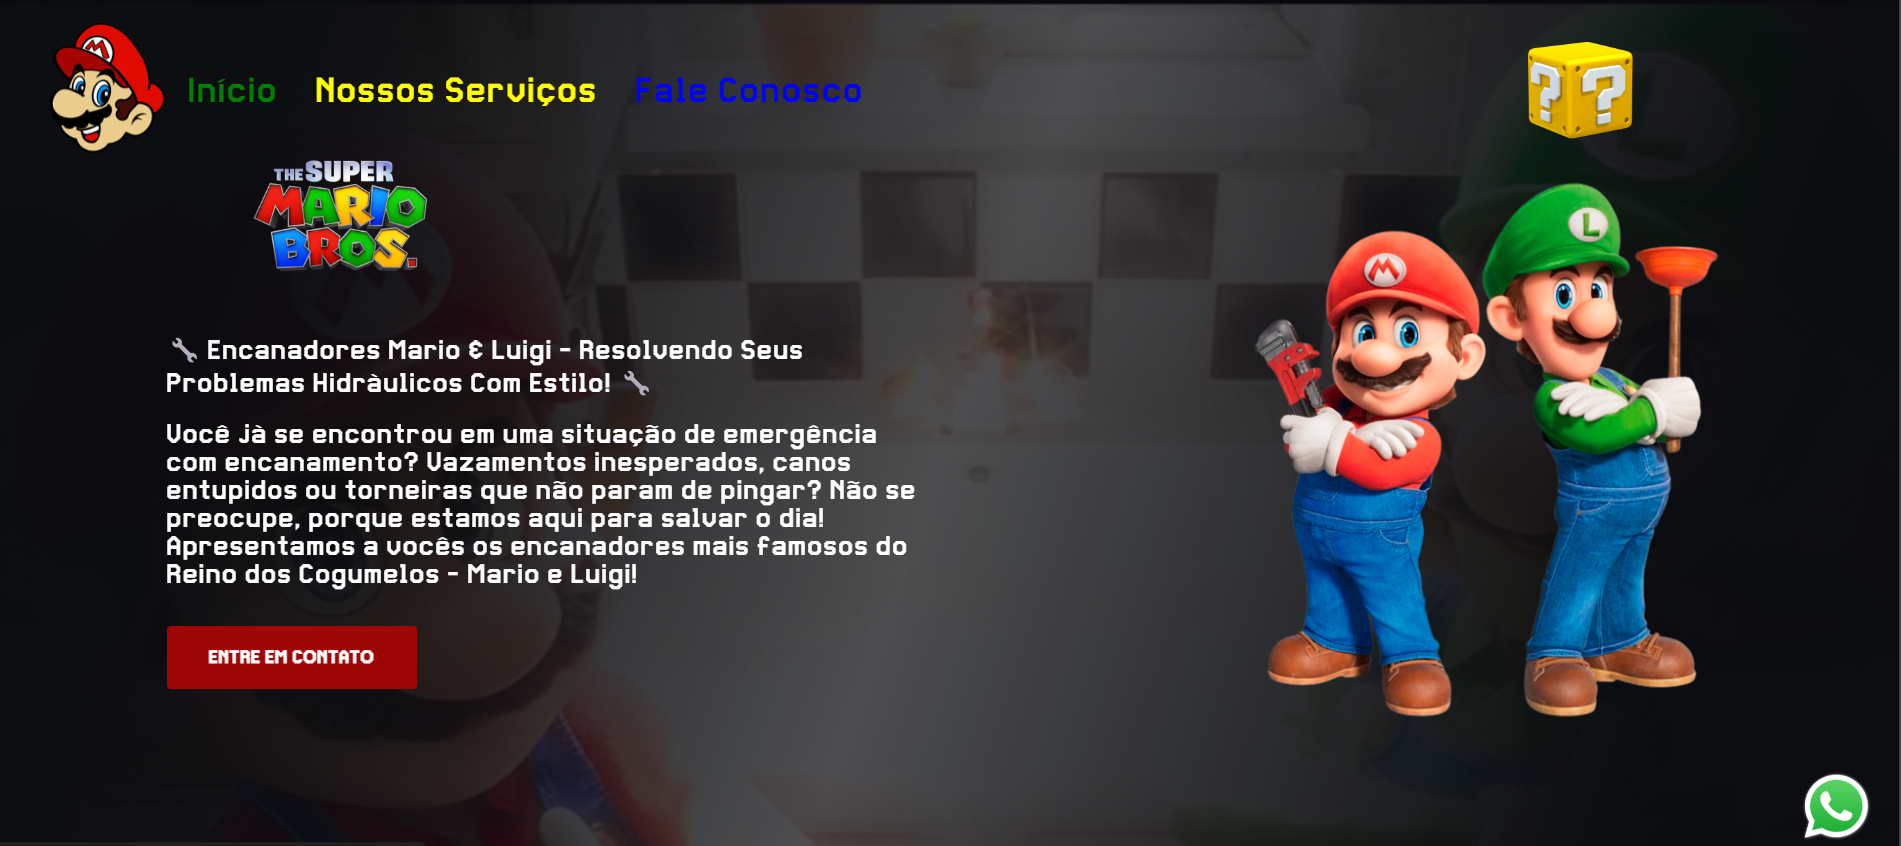 Início Nossos Serviços Fale Conosco
? ?
THE SUPER
MARIO
BROS.
M
L
🔧 Encanadores Mario & Luigi - Resolvendo Seus
Problemas Hidràulicos Com Estilo! 🔧
Você jà se encontrou em uma situação de emergência
com encanamento? Vazamentos inesperados, canos
entupidos ou torneiras que não param de pingar? Não se
preocupe, porque estamos aqui para salvar o dia!
Apresentamos a vocês os encanadores mais famosos do
Reino dos Cogumelos - Mario e Luigi!
ENTRE EM CONTATO